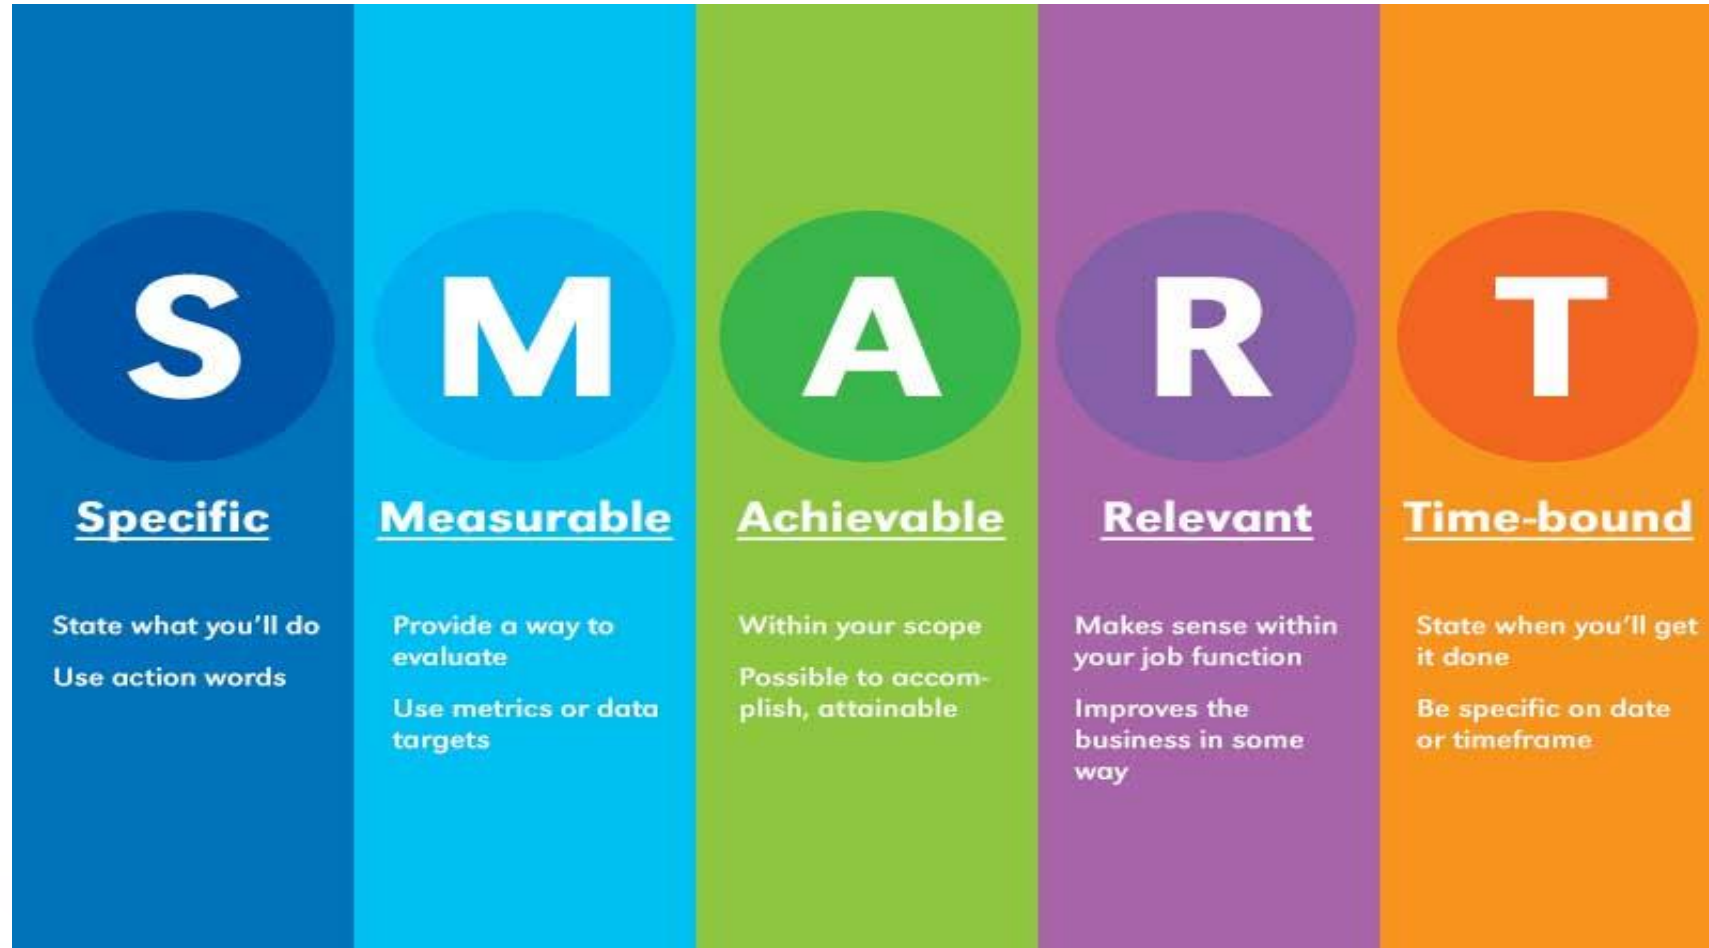 S
Specific
State what you'll do
Use action words
M
Measurable
Provide a way to
evaluate
Use metrics or data
targets
A
Achievable
Within your scope
Possible to accom-
plish, attainable
R
Relevant
Makes sense within
your job function
Improves the
business in some
way
T
Time-bound
State when you'll get
it done
Be specific on date
or timeframe